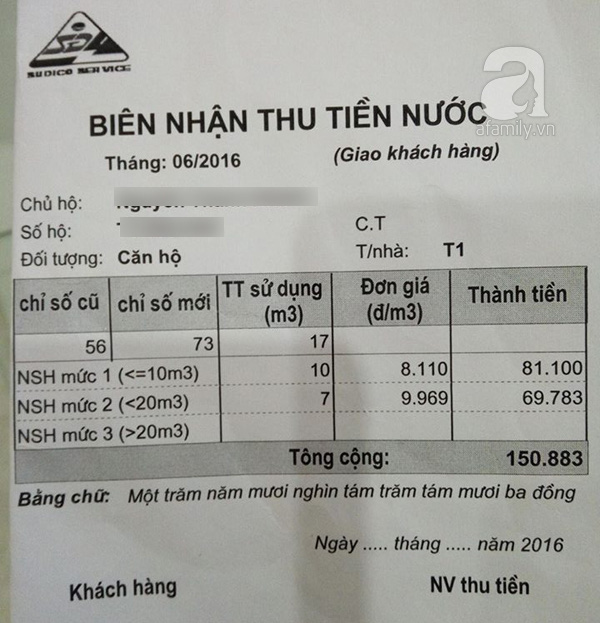 SUDICO SERVICE
a
afamily.vn
BIÊN NHẬN THU TIỀN NƯỚC
Tháng: 06/2016 (Giao khách hàng)
Chủ hộ:
Số hộ: C.T
Đối tượng: Căn hộ T/nhà: T1
chỉ số cũ chỉ số mới TT sử dụng (m3) Đơn giá (đ/m3) Thành tiền
56 73 17
NSH mức 1 (<=10m3) 10 8.110 81.100
NSH mức 2 (<20m3) 7 9.969 69.783
NSH mức 3 (>20m3)
Tông cộng: 150.883
Bằng chữ: Một trăm năm mươi nghìn tám trăm tám mươi ba đồng
Ngày ..... tháng ..... năm 2016
Khách hàng NV thu tiền